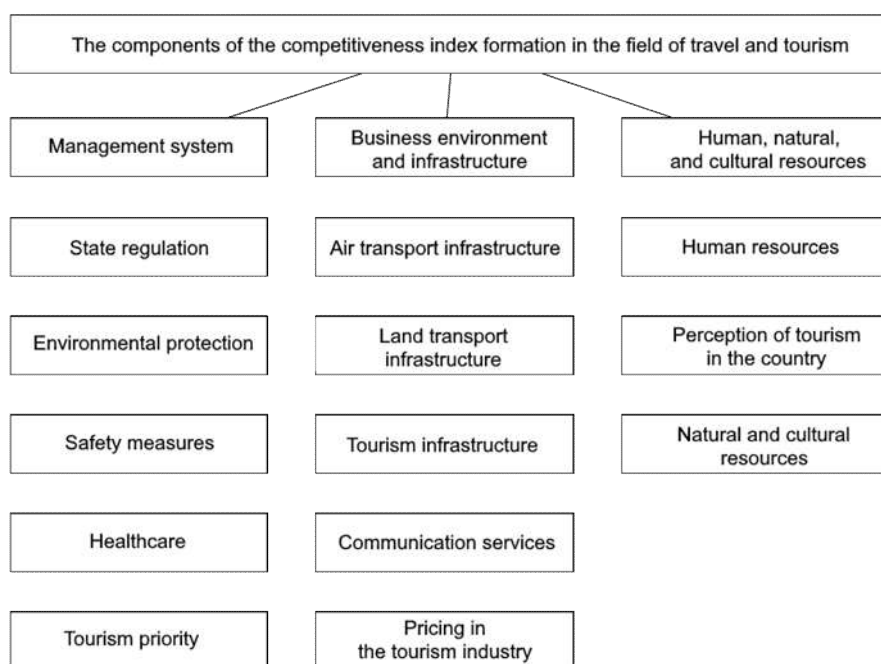 The components of the competitiveness index formation in the field of travel and tourism
Management system
Business environment
and infrastructure
Human, natural,
and cultural resources
State regulation
Air transport infrastructure
Human resources
Environmental protection
Land transport
infrastructure
Perception of tourism
in the country
Safety measures
Tourism infrastructure
Natural and cultural
resources
Healthcare
Communication services
Tourism priority
Pricing in
the tourism industry